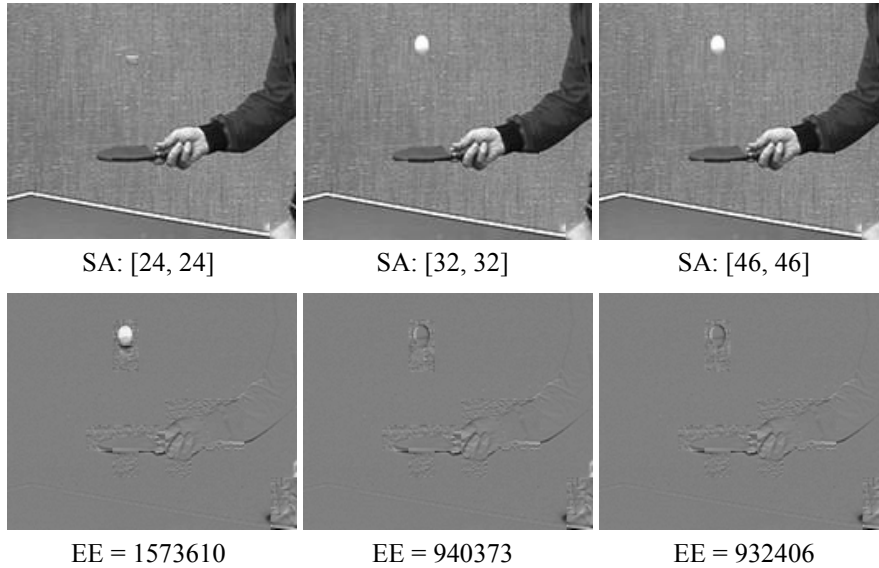 SA: [24, 24] SA: [32, 32] SA: [46, 46]
EE = 1573610 EE = 940373 EE = 932406